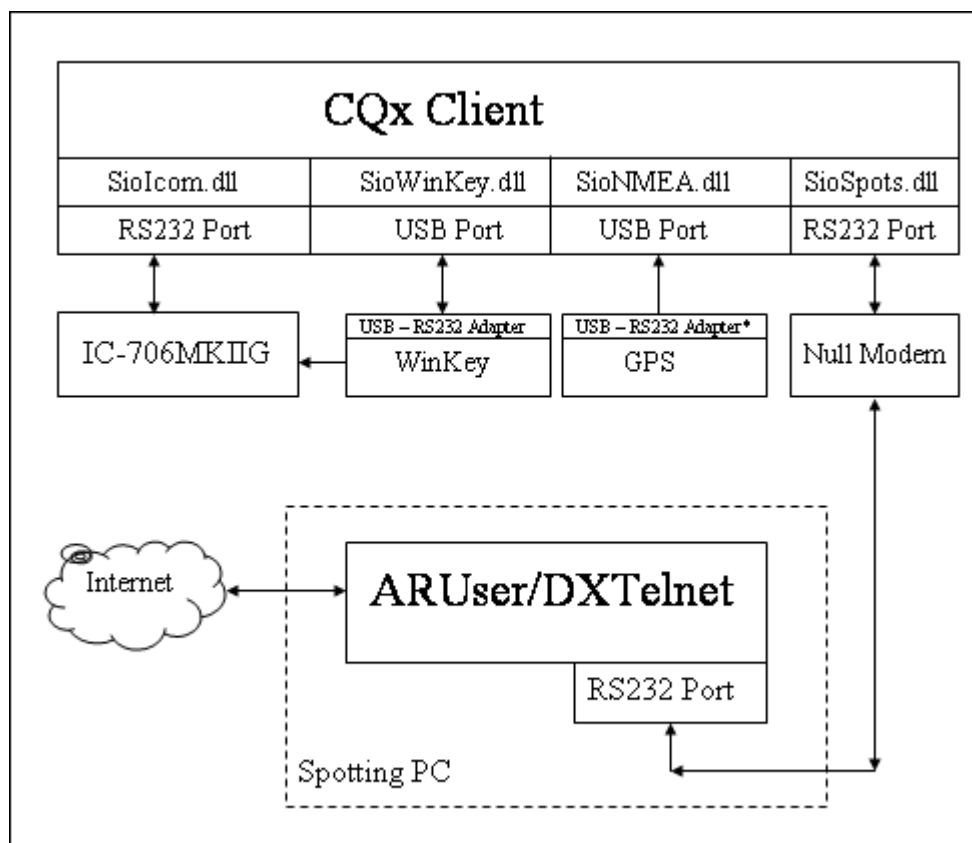 CQx Client
SioIcom.dll SioWinKey.dll SioNMEA.dll SioSpots.dll
RS232 Port USB Port USB Port RS232 Port
USB – RS232 Adapter USB – RS232 Adapter*
IC-706MKIIG WinKey GPS Null Modem
Internet
ARUser/DXTelnet
RS232 Port
Spotting PC